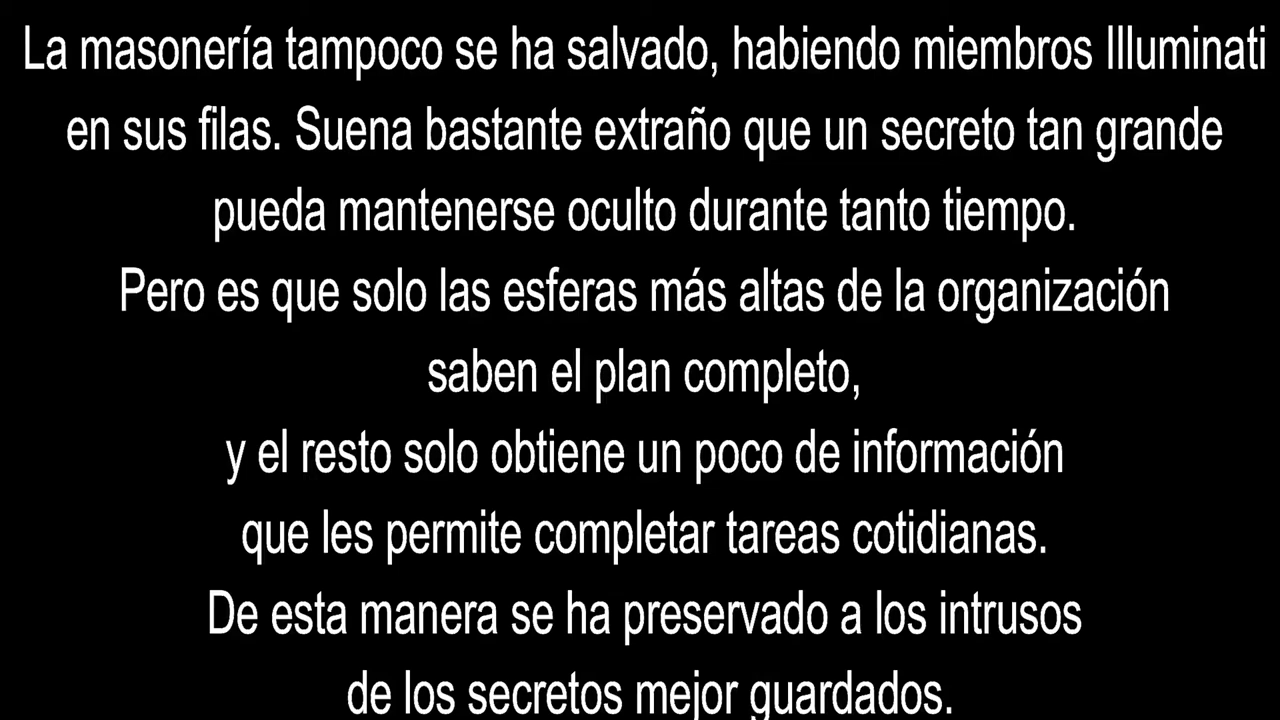 La masonería tampoco se ha salvado, habiendo miembros Illuminati
en sus filas. Suena bastante extraño que un secreto tan grande
pueda mantenerse oculto durante tanto tiempo.
Pero es que solo las esferas más altas de la organización
saben el plan completo,
y el resto solo obtiene un poco de información
que les permite completar tareas cotidianas.
De esta manera se ha preservado a los intrusos
de los secretos mejor guardados.